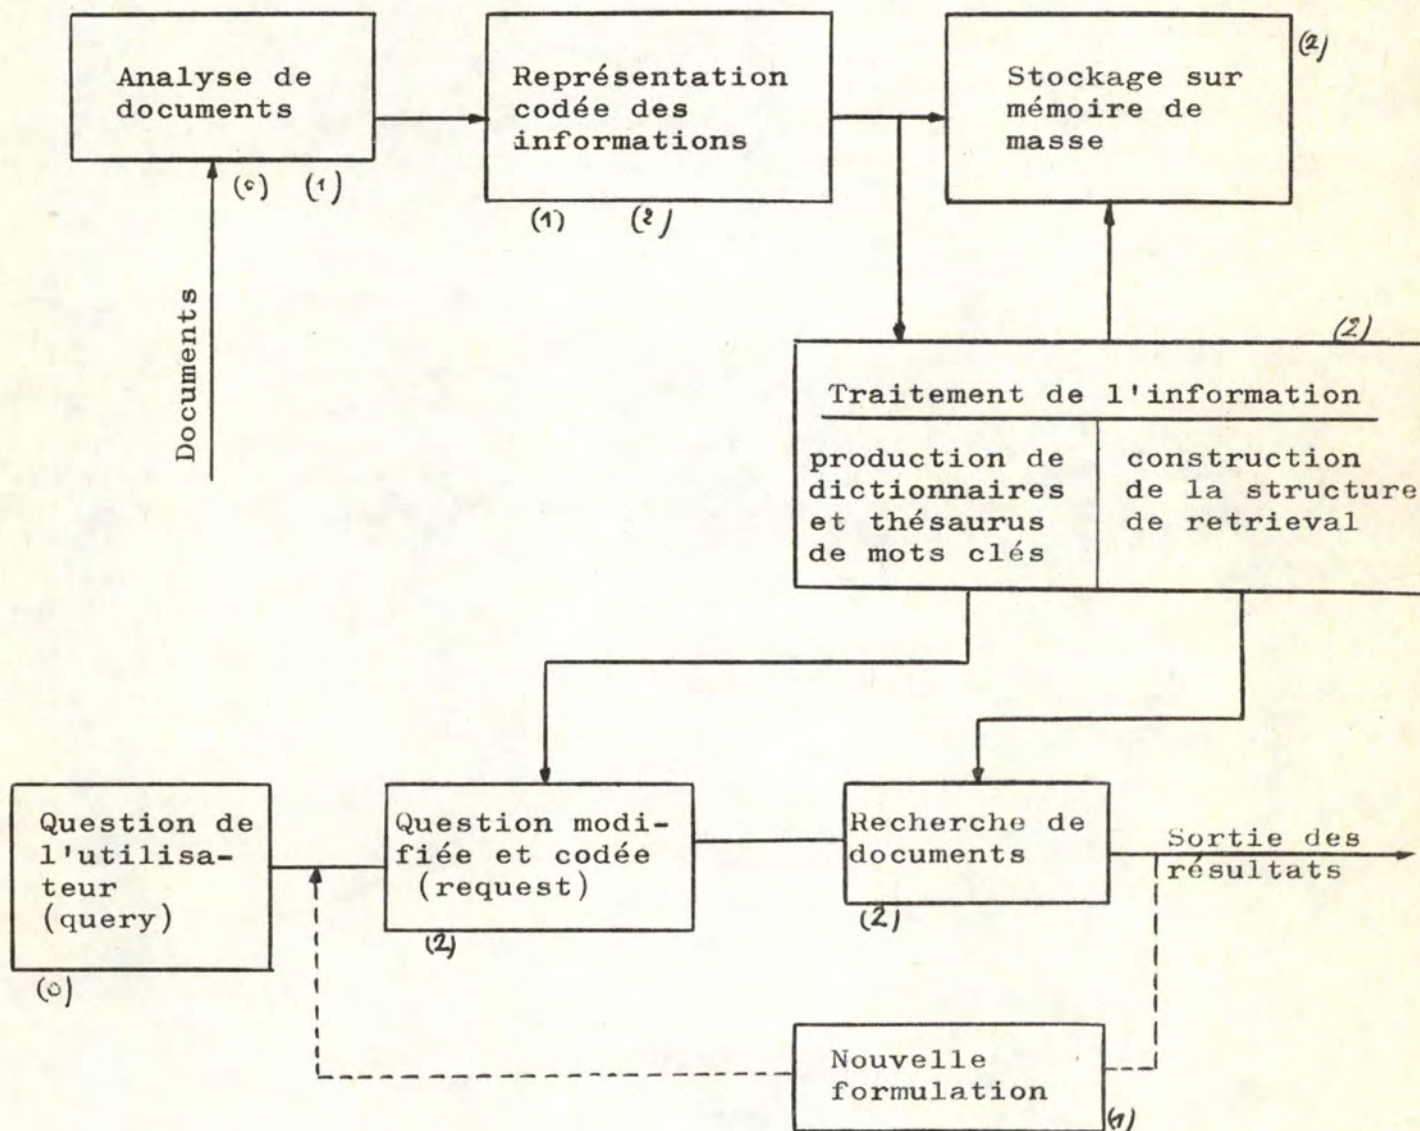 Analyse de
documents
(0) (1)
Représentation
codée des
informations
(1) (2)
Stockage sur
mémoire de
masse
(2)
Documents
(2)
Traitement de l'information
production de
dictionnaires
et thésaurus
de mots clés
construction
de la structure
de retrieval
Question de
l'utilisa-
teur
(query)
(0)
Question modi-
fiée et codée
(request)
(2)
Recherche de
documents
(2)
Sortie des
résultats
Nouvelle
formulation
(1)